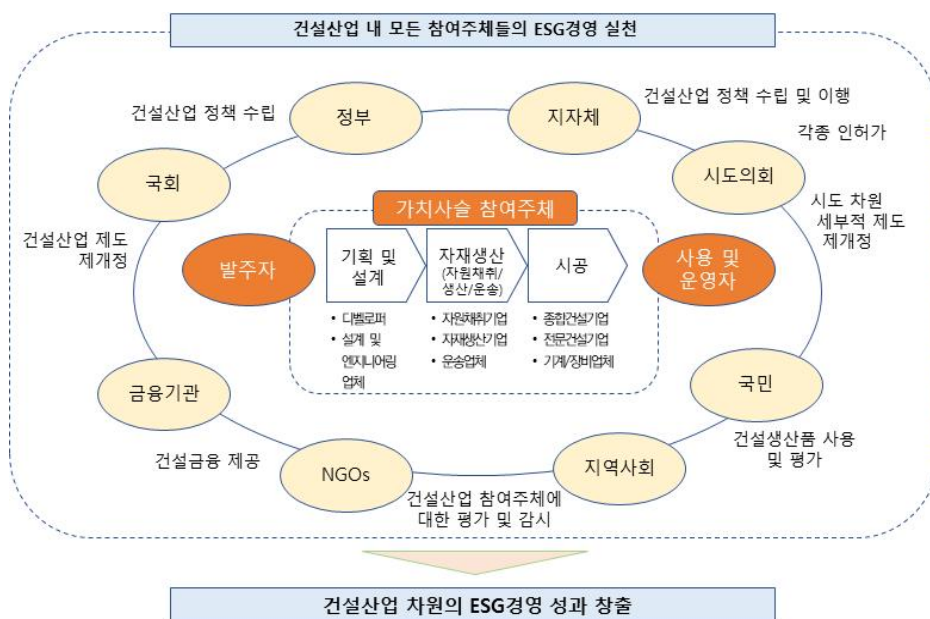 건설산업 내 모든 참여주체들의 ESG경영 실천
건설산업 정책 수립
정부
지자체
건설산업 정책 수립 및 이행
각종 인허가
국회
시도의회
건설산업 제도
제개정
시도 차원
세부적 제도
제개정
가치사슬 참여주체
발주자
기획 및
설계
자재생산
(자원채취/
생산/운송)
시공
사용 및
운영자
• 디벨로퍼
• 설계 및
엔지니어링
업체
• 자원채취기업
• 자재생산기업
• 운송업체
• 종합건설기업
• 전문건설기업
• 기계/장비업체
금융기관
국민
건설금융 제공
건설생산품 사용
및 평가
NGOs
지역사회
건설산업 참여주체에
대한 평가 및 감시
건설산업 차원의 ESG경영 성과 창출